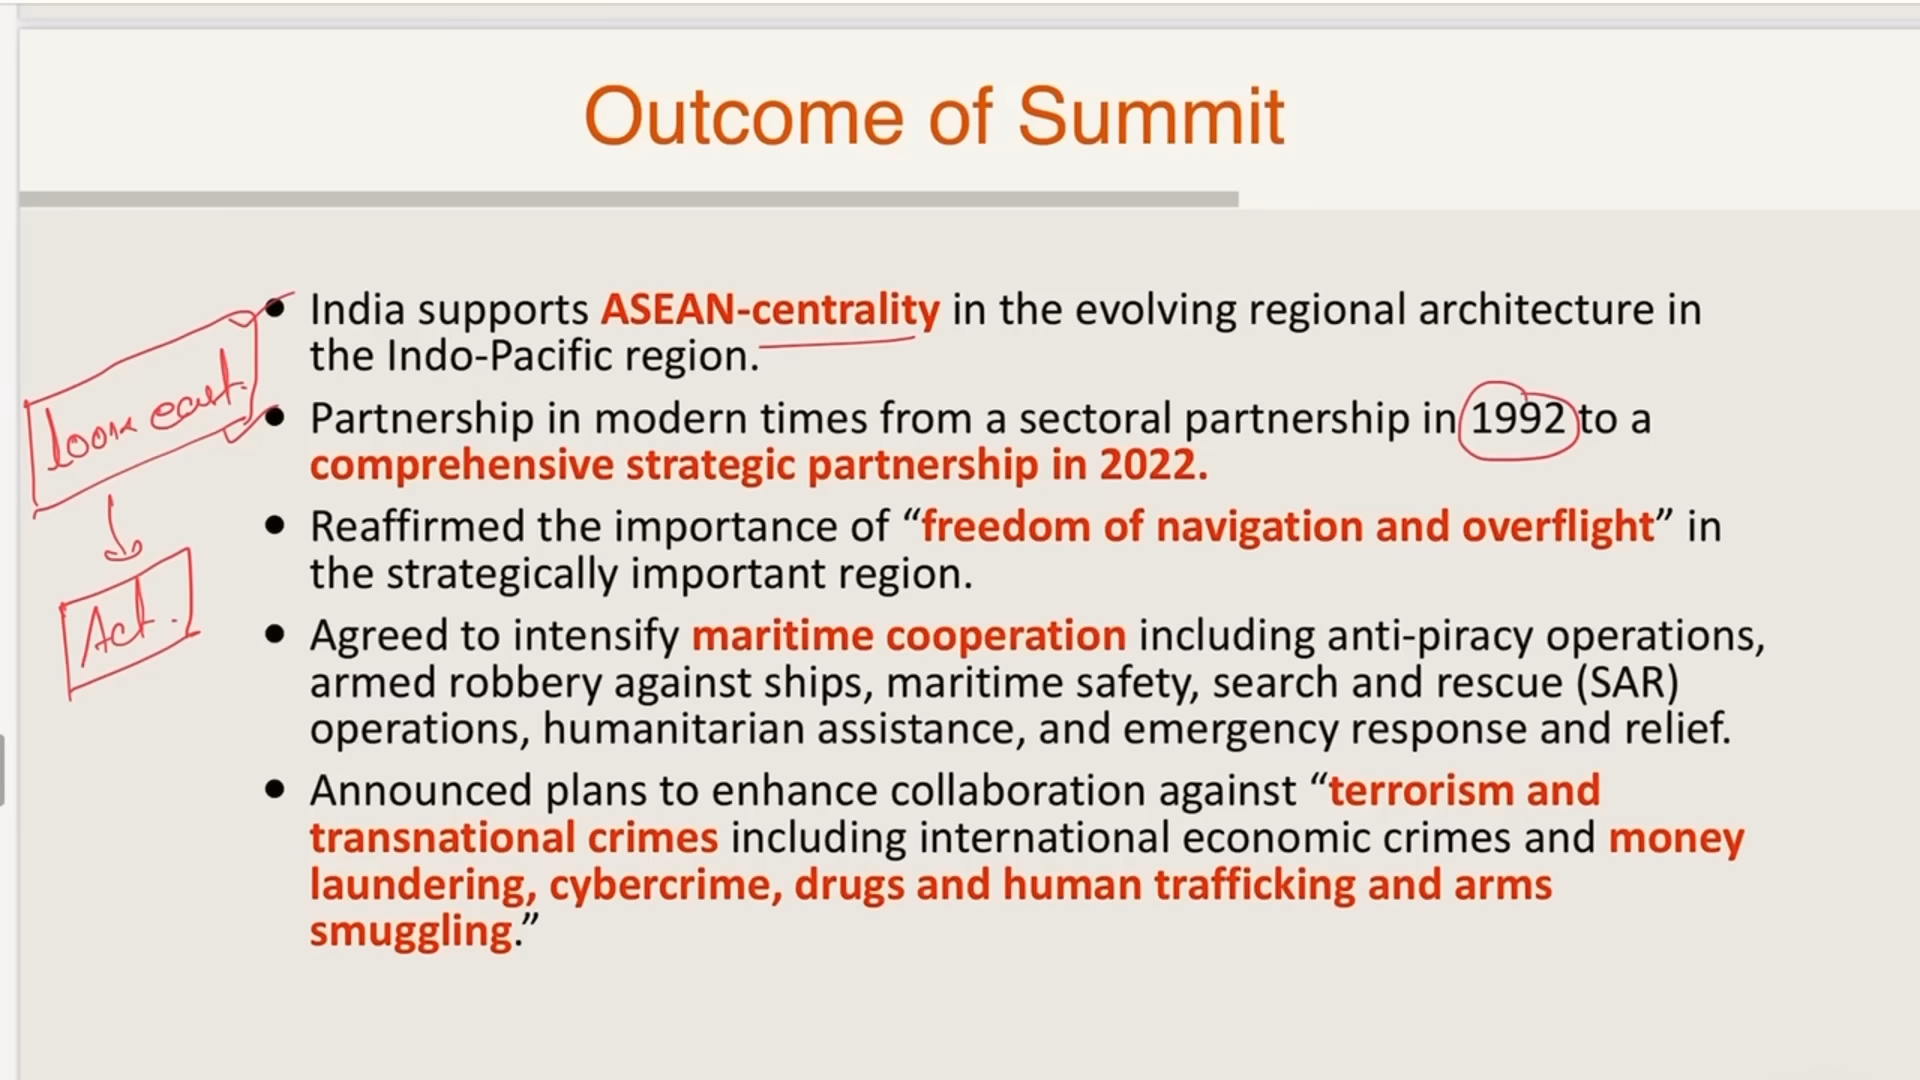 Outcome of Summit
India supports ASEAN-centrality in the evolving regional architecture in
the Indo-Pacific region.
Partnership in modern times from a sectoral partnership in 1992 to a
comprehensive strategic partnership in 2022.
Reaffirmed the importance of “freedom of navigation and overflight” in
the strategically important region.
Agreed to intensify maritime cooperation including anti-piracy operations,
armed robbery against ships, maritime safety, search and rescue (SAR)
operations, humanitarian assistance, and emergency response and relief.
Announced plans to enhance collaboration against “terrorism and
transnational crimes including international economic crimes and money
laundering, cybercrime, drugs and human trafficking and arms
smuggling.”
look east.
Act.